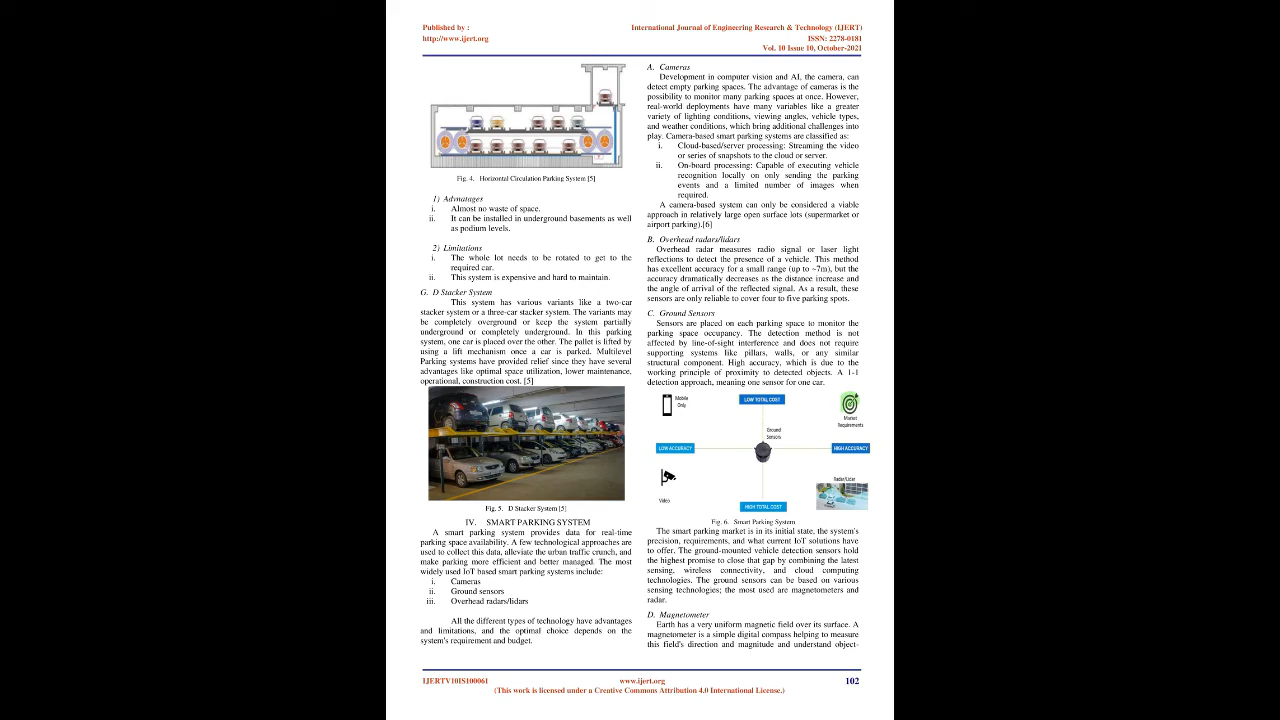 Published by :
http://www.ijert.org
International Journal of Engineering Research & Technology (IJERT)
ISSN: 2278-0181
Vol. 10 Issue 10, October-2021
Fig. 4. Horizontal Circulation Parking System [5]
1) Advnatages
i. Almost no waste of space.
ii. It can be installed in underground basements as well
as podium levels.
2) Limitations
i. The whole lot needs to be rotated to get to the
required car.
ii. This system is expensive and hard to maintain.
G. D Stacker System
This system has various variants like a two-car
stacker system or a three-car stacker system. The variants may
be completely overground or keep the system partially
underground or completely underground. In this parking
system, one car is placed over the other. The pallet is lifted by
using a lift mechanism once a car is parked. Multilevel
Parking systems have provided relief since they have several
advantages like optimal space utilization, lower maintenance,
operational, construction cost. [5]
Fig. 5. D Stacker System [5]
IV. SMART PARKING SYSTEM
A smart parking system provides data for real-time
parking space availability. A few technological approaches are
used to collect this data, alleviate the urban traffic crunch, and
make parking more efficient and better managed. The most
widely used IoT based smart parking systems include:
i. Cameras
ii. Ground sensors
iii. Overhead radars/lidars
All the different types of technology have advantages
and limitations, and the optimal choice depends on the
system's requirement and budget.
A. Cameras
Development in computer vision and AI, the camera, can
detect empty parking spaces. The advantage of cameras is the
possibility to monitor many parking spaces at once. However,
real-world deployments have many variables like a greater
variety of lighting conditions, viewing angles, vehicle types,
and weather conditions, which bring additional challenges into
play. Camera-based smart parking systems are classified as:
i. Cloud-based/server processing: Streaming the video
or series of snapshots to the cloud or server.
ii. On-board processing: Capable of executing vehicle
recognition locally on only sending the parking
events and a limited number of images when
required.
A camera-based system can only be considered a viable
approach in relatively large open surface lots (supermarket or
airport parking).[6]
B. Overhead radars/lidars
Overhead radar measures radio signal or laser light
reflections to detect the presence of a vehicle. This method
has excellent accuracy for a small range (up to ~7m), but the
accuracy dramatically decreases as the distance increase and
the angle of arrival of the reflected signal. As a result, these
sensors are only reliable to cover four to five parking spots.
C. Ground Sensors
Sensors are placed on each parking space to monitor the
parking space occupancy. The detection method is not
affected by line-of-sight interference and does not require
supporting systems like pillars, walls, or any similar
structural component. High accuracy, which is due to the
working principle of proximity to detected objects. A 1-1
detection approach, meaning one sensor for one car.
Mobile
Only
LOW TOTAL COST
Market
Requirements
Ground
Sensors
LOW ACCURACY
HIGH ACCURACY
Video
Radar/Lidar
HIGH TOTAL COST
Fig. 6. Smart Parking System
The smart parking market is in its initial state, the system's
precision, requirements, and what current IoT solutions have
to offer. The ground-mounted vehicle detection sensors hold
the highest promise to close that gap by combining the latest
sensing, wireless connectivity, and cloud computing
technologies. The ground sensors can be based on various
sensing technologies; the most used are magnetometers and
radar.
D. Magnetometer
Earth has a very uniform magnetic field over its surface. A
magnetometer is a simple digital compass helping to measure
this field's direction and magnitude and understand object-
IJERTV10IS100061
www.ijert.org
102
(This work is licensed under a Creative Commons Attribution 4.0 International License.)